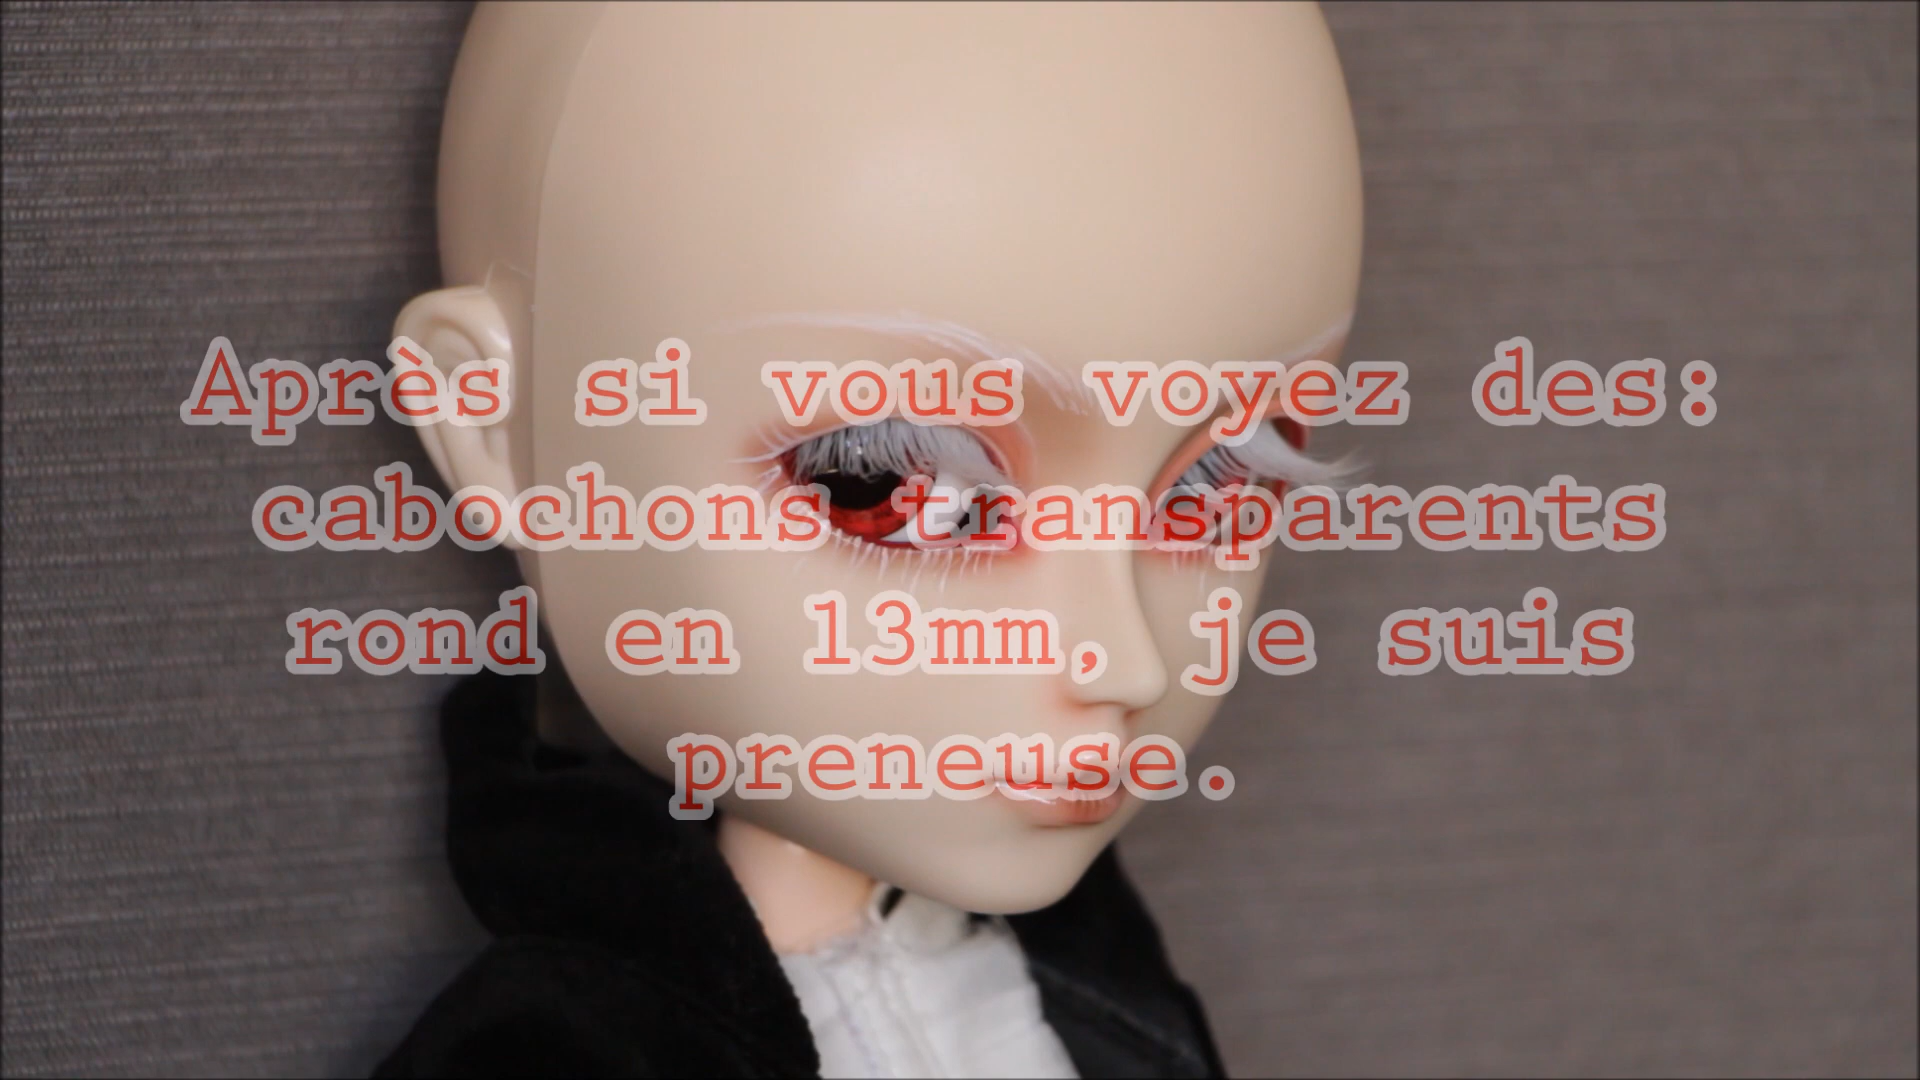 Après si vous voyez des:
cabochons transparents
rond en 13mm, je suis
preneuse.